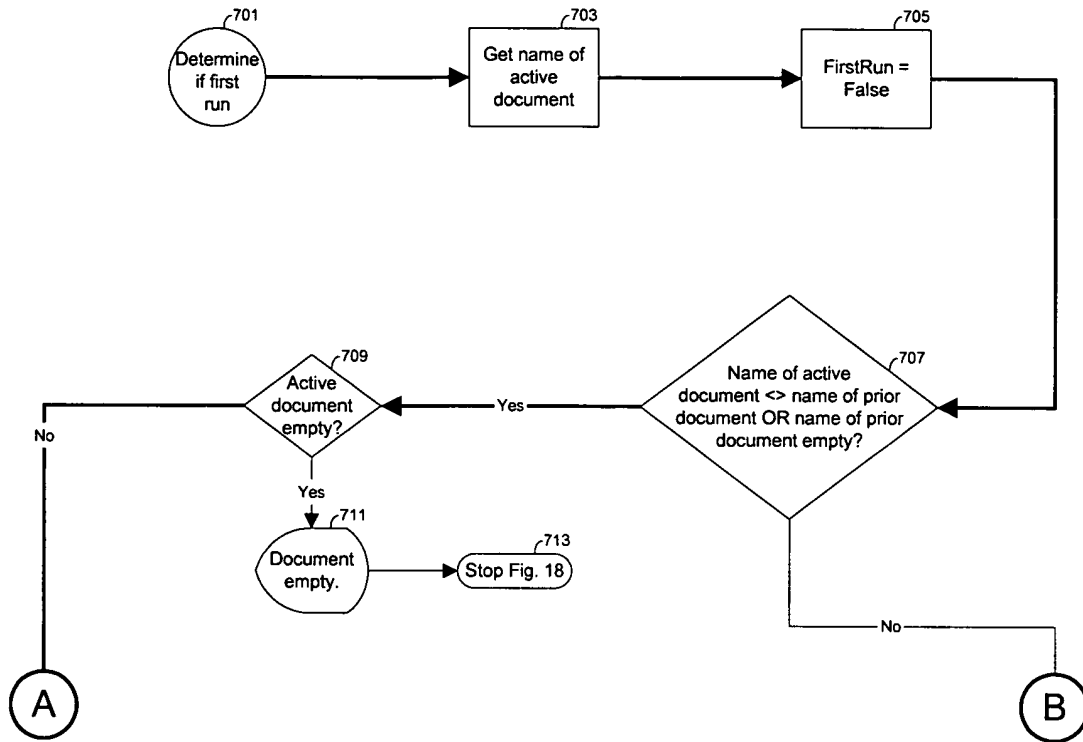 701
Determine
if first
run
703
Get name of
active
document
705
FirstRun =
False
707
Name of active
document <> name of prior
document OR name of prior
document empty?
Yes
709
Active
document
empty?
No
Yes
711
Document
empty.
713
Stop Fig. 18
No
A
B